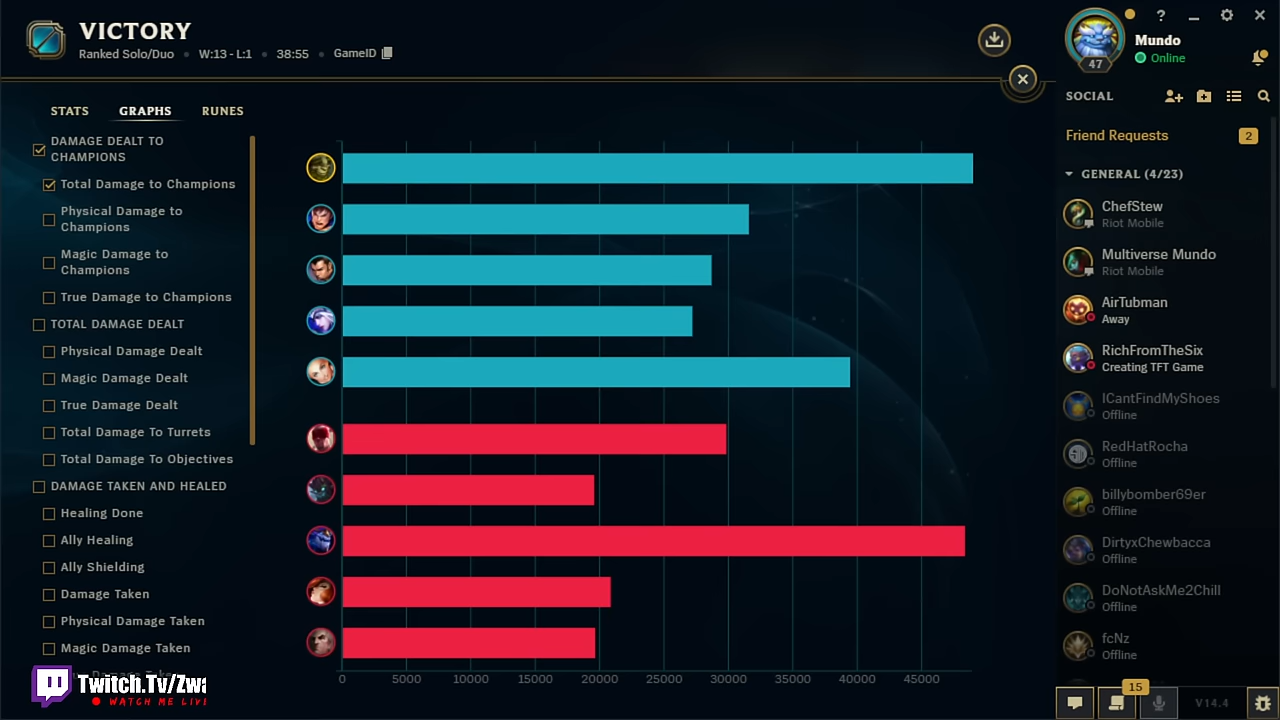 VICTORY
Ranked Solo/Duo • W:13 - L:1 • 38:55 • GameID
STATS GRAPHS RUNES
DAMAGE DEALT TO
CHAMPIONS
Total Damage to Champions
Physical Damage to
Champions
Magic Damage to
Champions
True Damage to Champions
TOTAL DAMAGE DEALT
Physical Damage Dealt
Magic Damage Dealt
True Damage Dealt
Total Damage To Turrets
Total Damage To Objectives
DAMAGE TAKEN AND HEALED
Healing Done
Ally Healing
Ally Shielding
Damage Taken
Physical Damage Taken
Magic Damage Taken
Twitch.Tv/Zwa
WATCH ME LIVE
0 5000 10000 15000 20000 25000 30000 35000 40000 45000
?
47
Mundo
Online
SOCIAL
Friend Requests 2
GENERAL (4/23)
ChefStew
Riot Mobile
Multiverse Mundo
Riot Mobile
AirTubman
Away
RichFromTheSix
Creating TFT Game
ICantFindMyShoes
Offline
RedHatRocha
Offline
billybomber69er
Offline
DirtyxChewbacca
Offline
DoNotAskMe2Chill
Offline
fcNz
Offline
15
V14.4